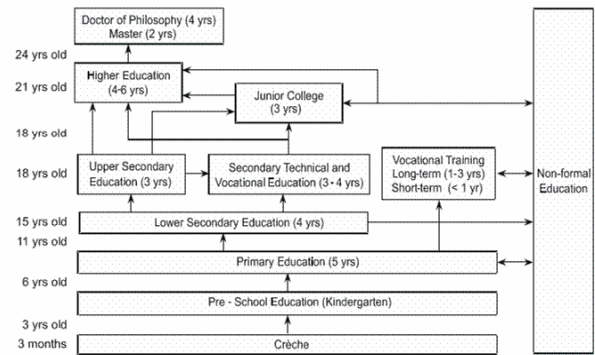 Doctor of Philosophy (4 yrs)
Master (2 yrs)
24 yrs old
Higher Education
(4-6 yrs)
21 yrs old
Junior College
(3 yrs)
18 yrs old
Upper Secondary
Education (3 yrs)
Secondary Technical and
Vocational Education (3 - 4 yrs)
Vocational Training
Long-term (1-3 yrs)
Short-term (< 1 yr)
Non-formal
Education
18 yrs old
15 yrs old
Lower Secondary Education (4 yrs)
11 yrs old
Primary Education (5 yrs)
6 yrs old
Pre - School Education (Kindergarten)
3 yrs old
3 months
Crèche